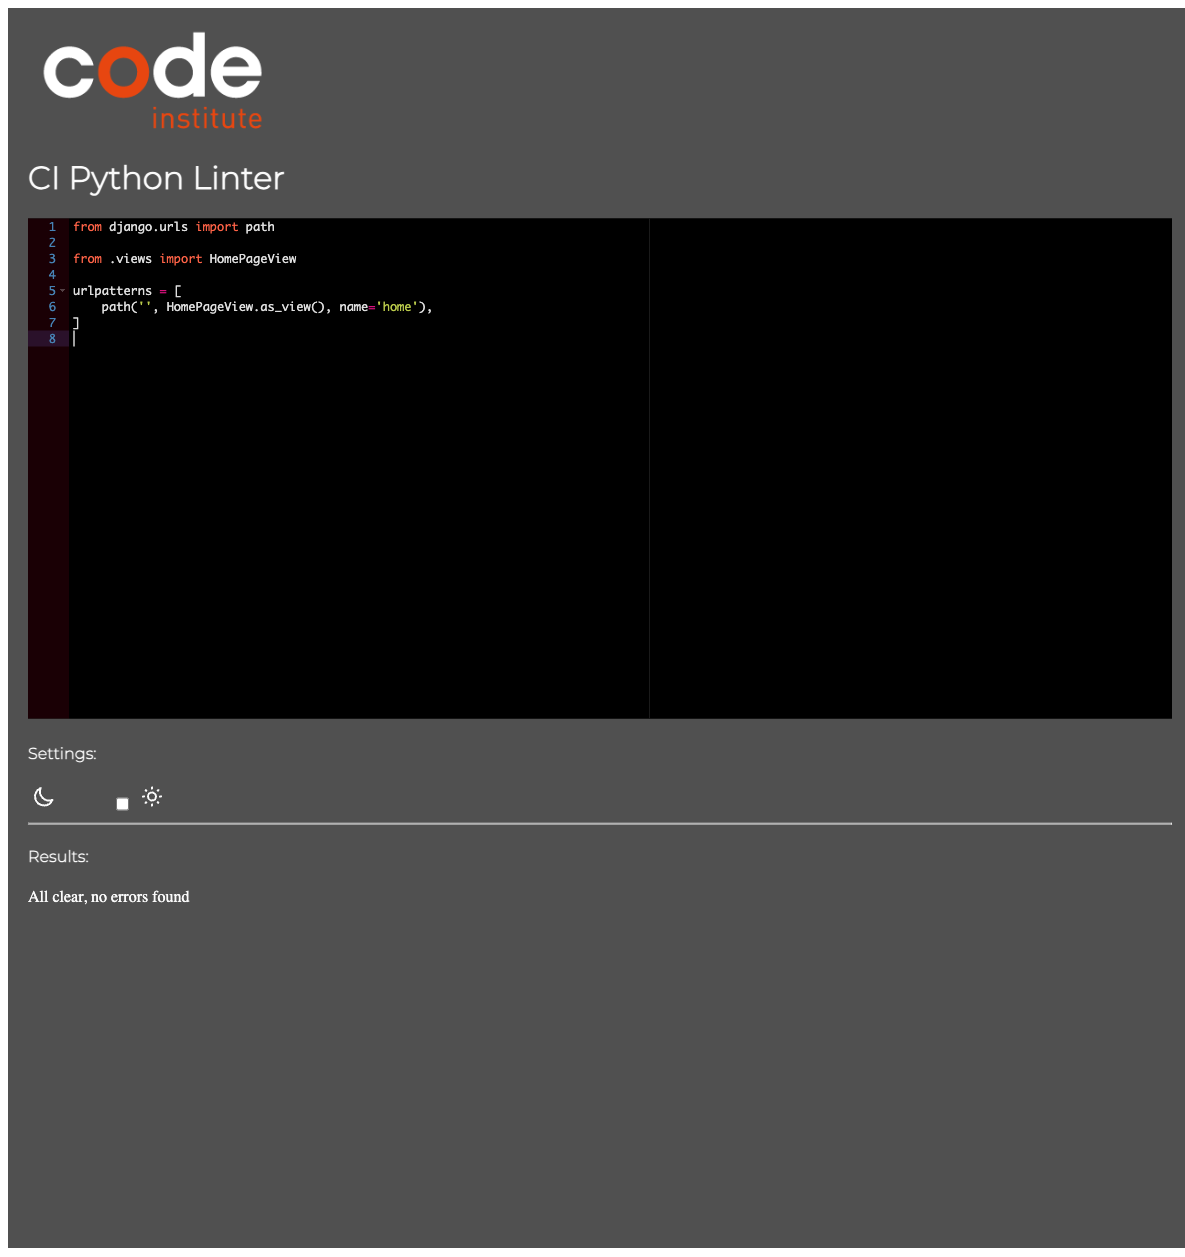 code
institute
CI Python Linter
1 from django.urls import path
2
3 from .views import HomePageView
4
5 urlpatterns = [
6     path('', HomePageView.as_view(), name='home'),
7 ]
8
Settings:
Results:
All clear, no errors found